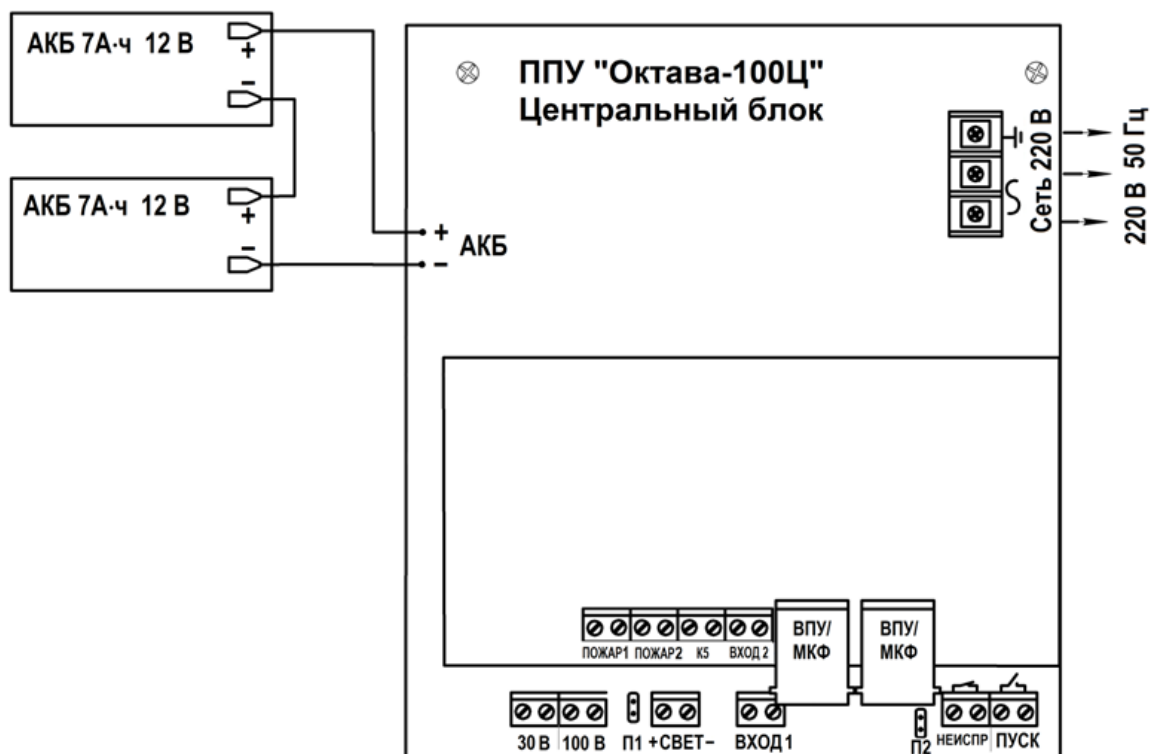 АКБ 7А·ч 12 В
+
−
АКБ 7А·ч 12 В
+
−
ППУ "Октава-100Ц"
Центральный блок
+
−
АКБ
Сеть 220 В
220 В 50 Гц
ПОЖАР1 ПОЖАР2 К5 ВХОД 2
ВПУ/
МКФ
ВПУ/
МКФ
30 В 100 В П1 +СВЕТ− ВХОД 1 П2 НЕИСПР ПУСК